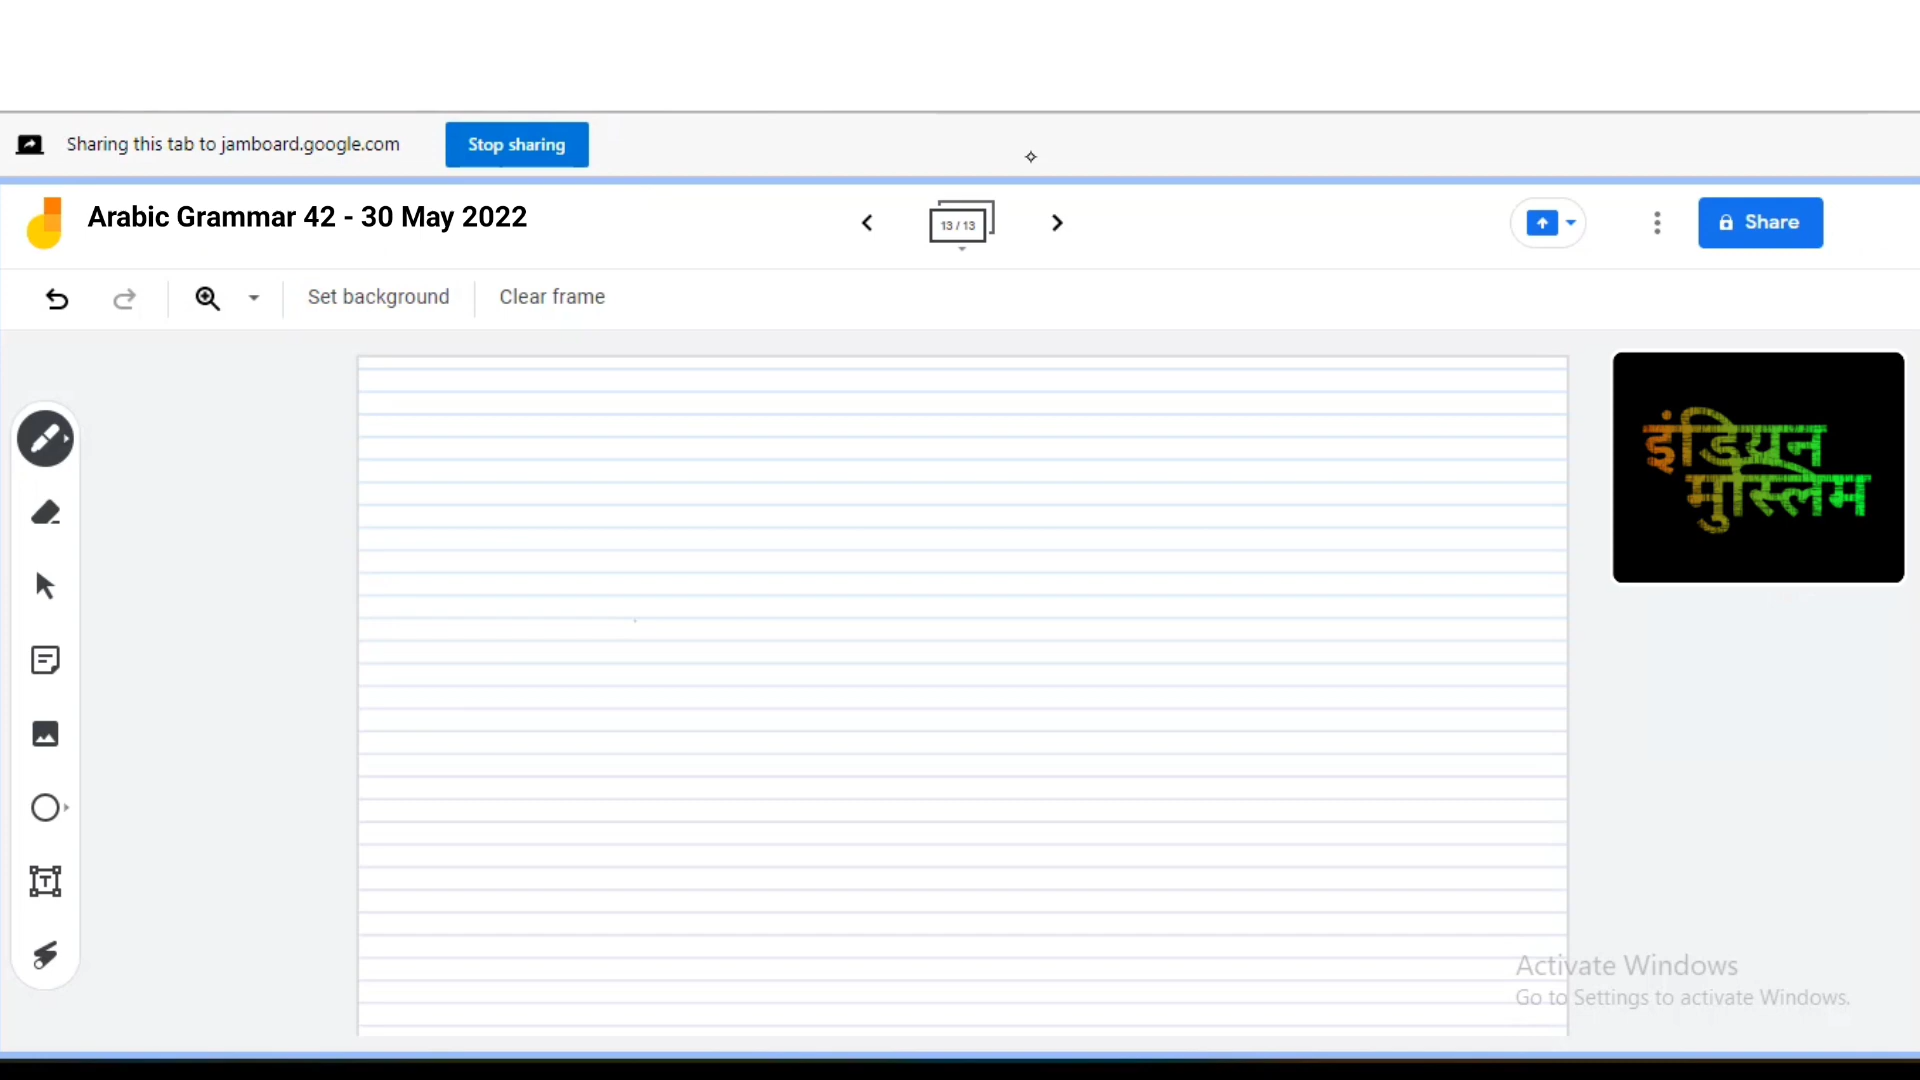 Sharing this tab to jamboard.google.com
Stop sharing
Arabic Grammar 42 - 30 May 2022
13 / 13
Share
Set background
Clear frame
इंडियन
मुस्लिम
T
Activate Windows
Go to Settings to activate Windows.